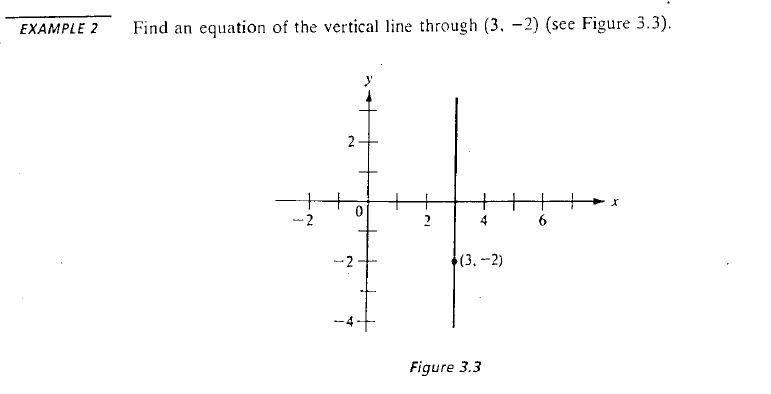 EXAMPLE 2 Find an equation of the vertical line through (3, −2) (see Figure 3.3).
y
2
0
−2
2
4
6
x
−2
(3, −2)
−4
Figure 3.3